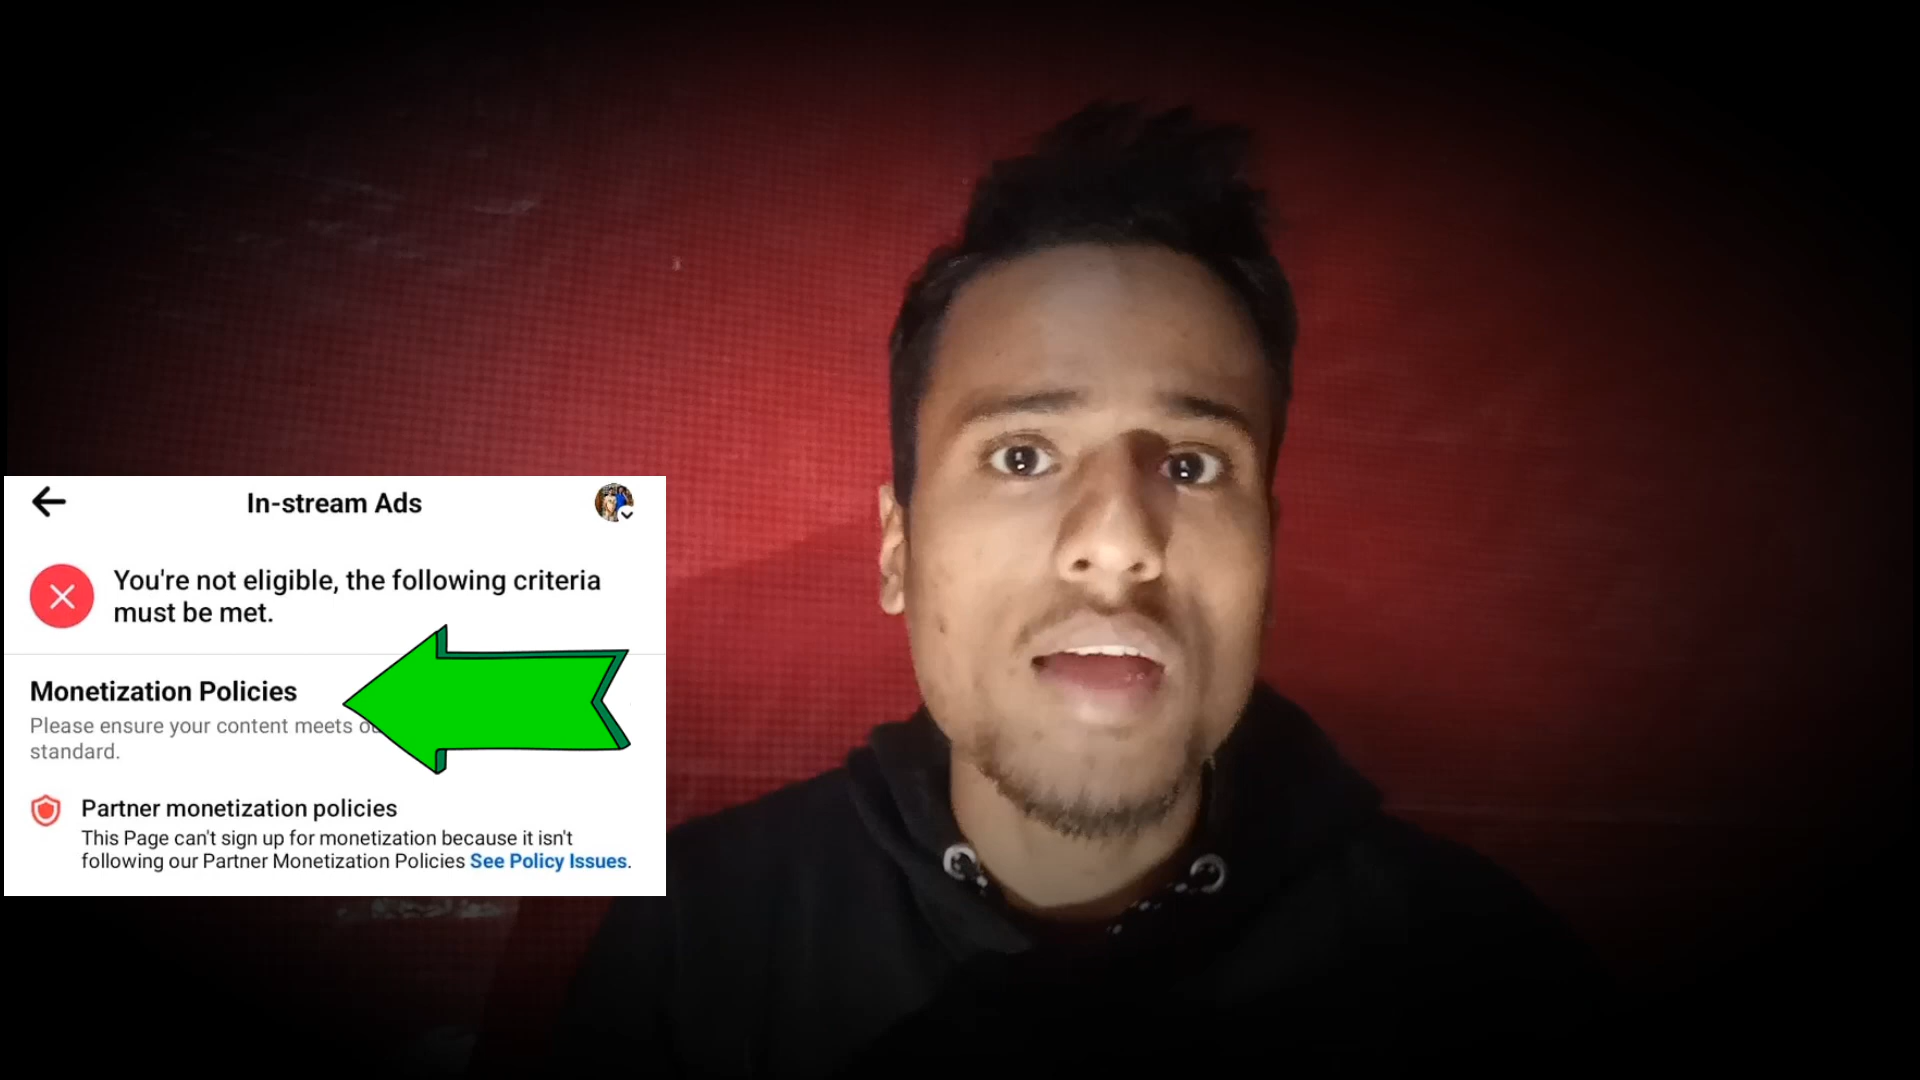 In-stream Ads
You're not eligible, the following criteria
must be met.
Monetization Policies
Please ensure your content meets
standard.
Partner monetization policies
This Page can't sign up for monetization because it isn't
following our Partner Monetization Policies See Policy Issues.